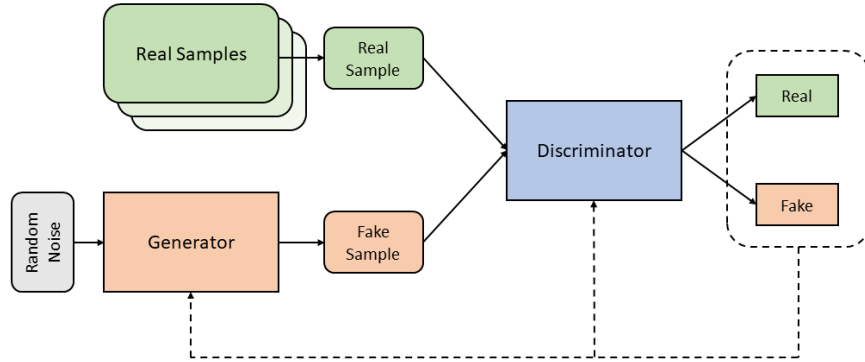 Real Samples
Real
Sample
Real
Discriminator
Fake
Random
Noise
Generator
Fake
Sample